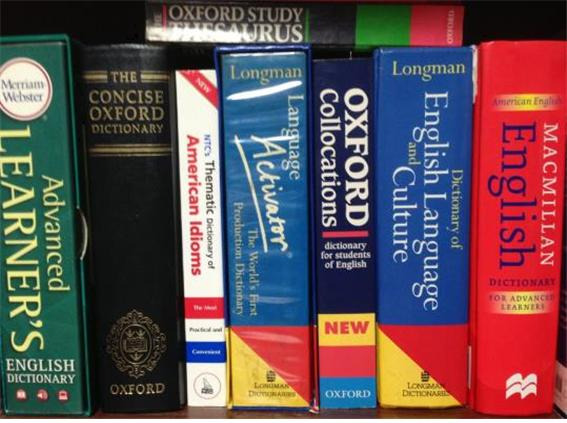 OXFORD STUDY
THESAURUS
OXFORD
Merriam-
Webster
Advanced
LEARNER'S
ENGLISH
DICTIONARY
THE
CONCISE
OXFORD
DICTIONARY
OXFORD
NEW
NTC's Thematic Dictionary of
American Idioms
The Most
Practical and
Convenient
Longman
Language
Activator
The World's First
Production Dictionary
LONGMAN
DICTIONARIES
OXFORD
Collocations
dictionary
for students
of English
NEW
OXFORD
Longman
Dictionary of
English Language
and
Culture
LONGMAN
DICTIONARIES
American English
MACMILLAN
English
DICTIONARY
FOR ADVANCED
LEARNERS